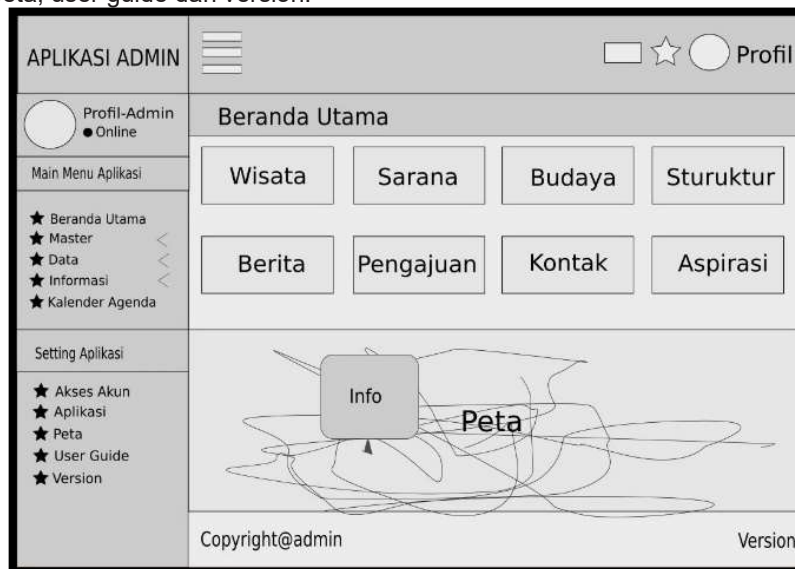 eta, user guide dan version.
APLIKASI ADMIN
Profil
Profil-Admin
Online
Beranda Utama
Main Menu Aplikasi
Wisata
Sarana
Budaya
Sturuktur
Beranda Utama
Master
Data
Informasi
Kalender Agenda
Berita
Pengajuan
Kontak
Aspirasi
Setting Aplikasi
Akses Akun
Aplikasi
Peta
User Guide
Version
Info
Peta
Copyright@admin
Version